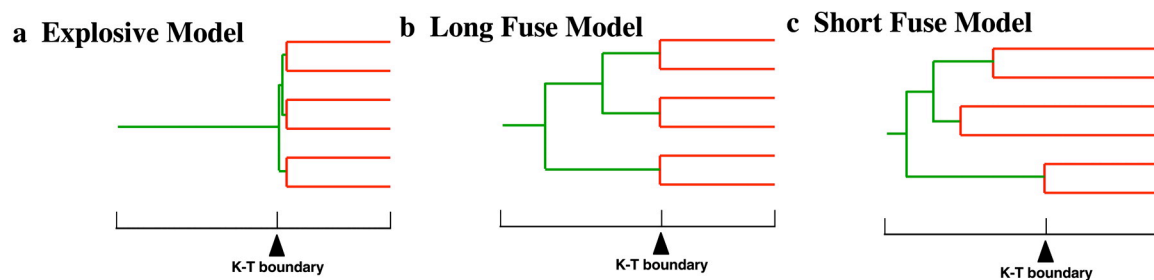 a Explosive Model
b Long Fuse Model
c Short Fuse Model
K-T boundary
K-T boundary
K-T boundary